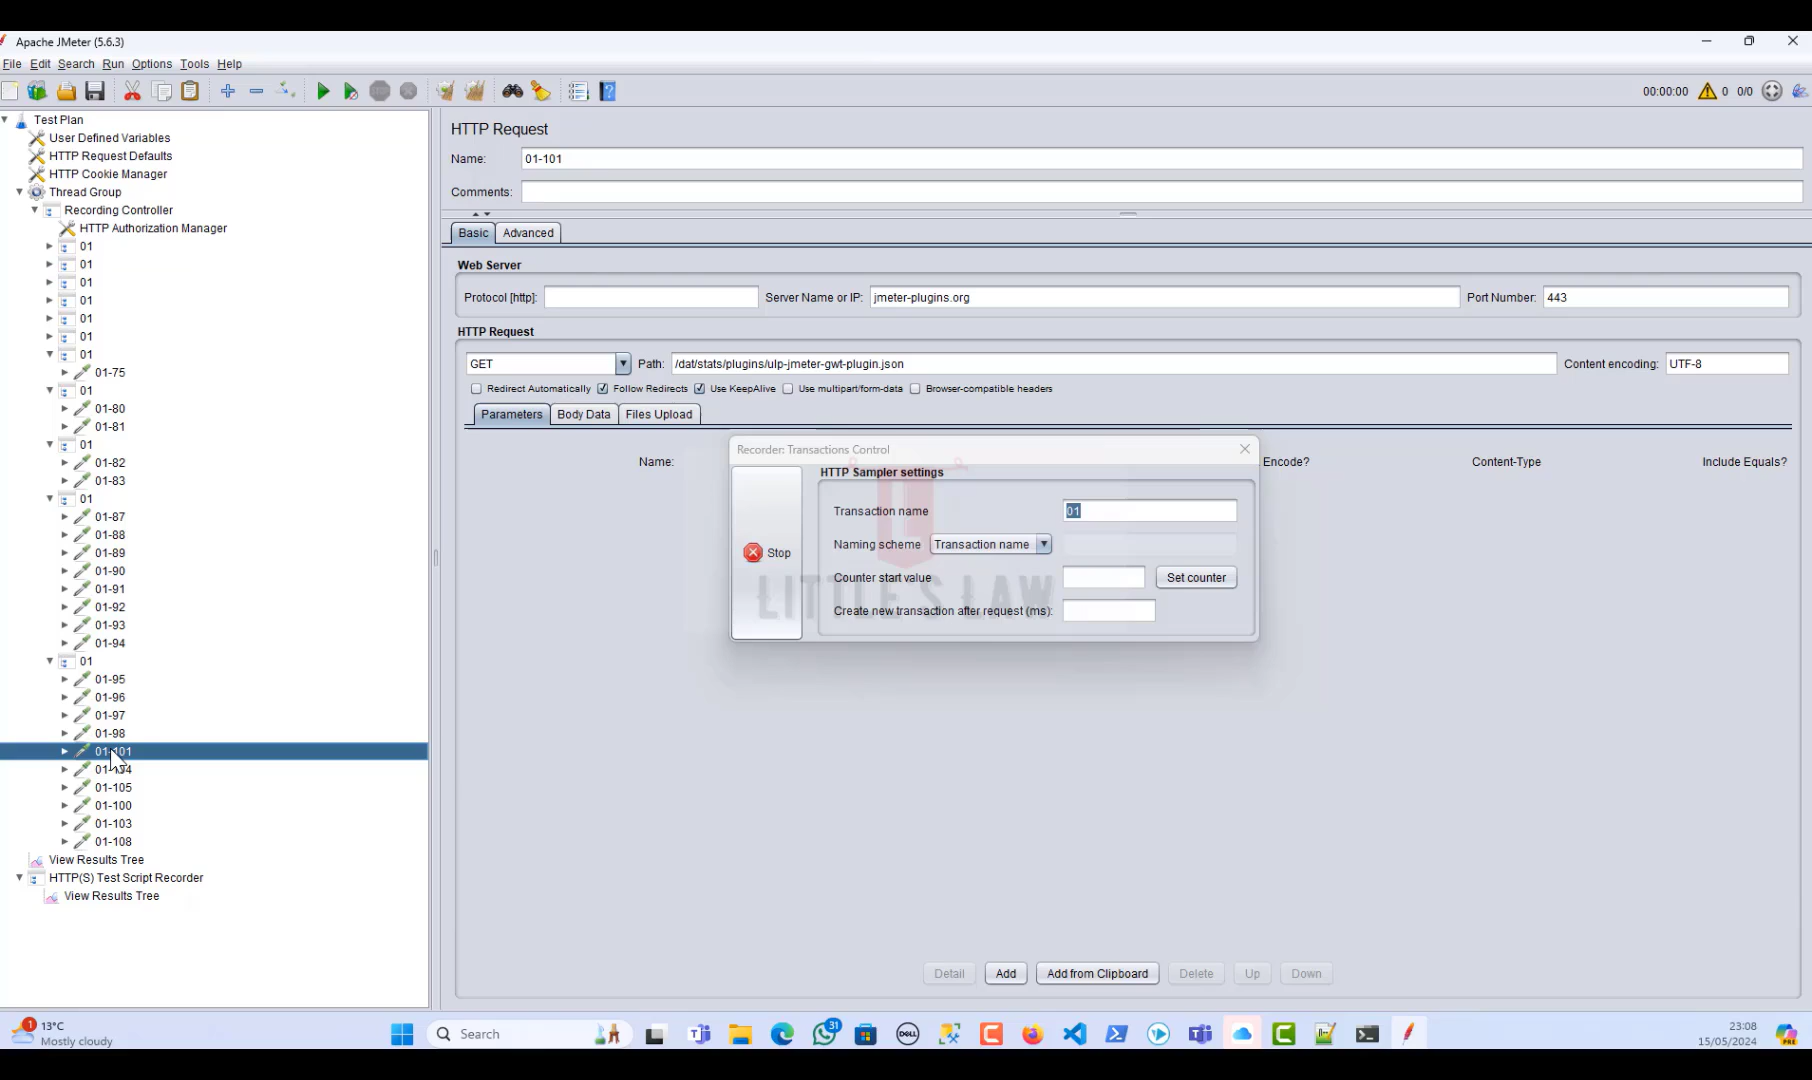 Apache JMeter (5.6.3)
File Edit Search Run Options Tools Help
00:00:00 0 0/0
Test Plan
User Defined Variables
HTTP Request Defaults
HTTP Cookie Manager
Thread Group
Recording Controller
HTTP Authorization Manager
01
01
01
01
01
01
01
01-75
01
01-80
01-81
01
01-82
01-83
01
01-87
01-88
01-89
01-90
01-91
01-92
01-93
01-94
01
01-95
01-96
01-97
01-98
01-101
01-104
01-105
01-100
01-103
01-108
View Results Tree
HTTP(S) Test Script Recorder
View Results Tree
HTTP Request
Name: 01-101
Comments:
Basic Advanced
Web Server
Protocol [http]: Server Name or IP: jmeter-plugins.org Port Number: 443
HTTP Request
GET Path: /dat/stats/plugins/ulp-jmeter-gwt-plugin.json Content encoding: UTF-8
Redirect Automatically Follow Redirects Use KeepAlive Use multipart/form-data Browser-compatible headers
Parameters Body Data Files Upload
Name: Encode? Content-Type Include Equals?
Recorder: Transactions Control
HTTP Sampler settings
Stop
Transaction name 01
Naming scheme Transaction name
Counter start value Set counter
Create new transaction after request (ms):
LITTLE'S LAW
Detail Add Add from Clipboard Delete Up Down
1 13°C
Mostly cloudy
Search
31
DELL
PRE
23:08
15/05/2024